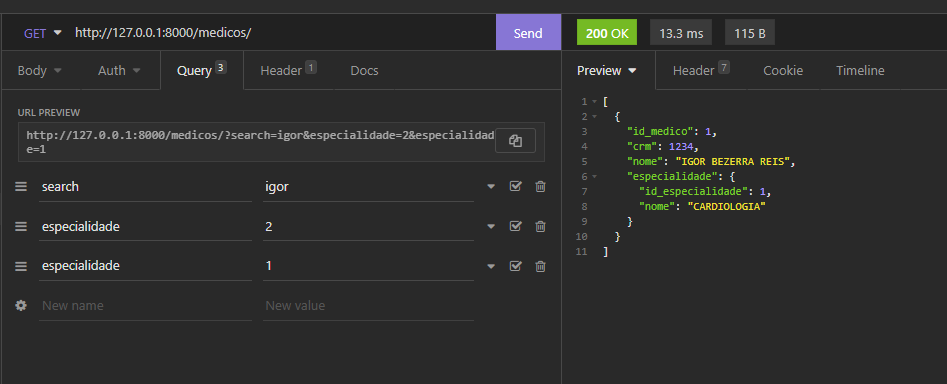 GET http://127.0.0.1:8000/medicos/ Send
Body Auth Query 3 Header 1 Docs
URL PREVIEW
http://127.0.0.1:8000/medicos/?search=igor&especialidade=2&especialidad
e=1
search igor
especialidade 2
especialidade 1
New name New value
200 OK 13.3 ms 115 B
Preview Header 7 Cookie Timeline
1 [
2 {
3 "id_medico": 1,
4 "crm": 1234,
5 "nome": "IGOR BEZERRA REIS",
6 "especialidade": {
7 "id_especialidade": 1,
8 "nome": "CARDIOLOGIA"
9 }
10 }
11 ]